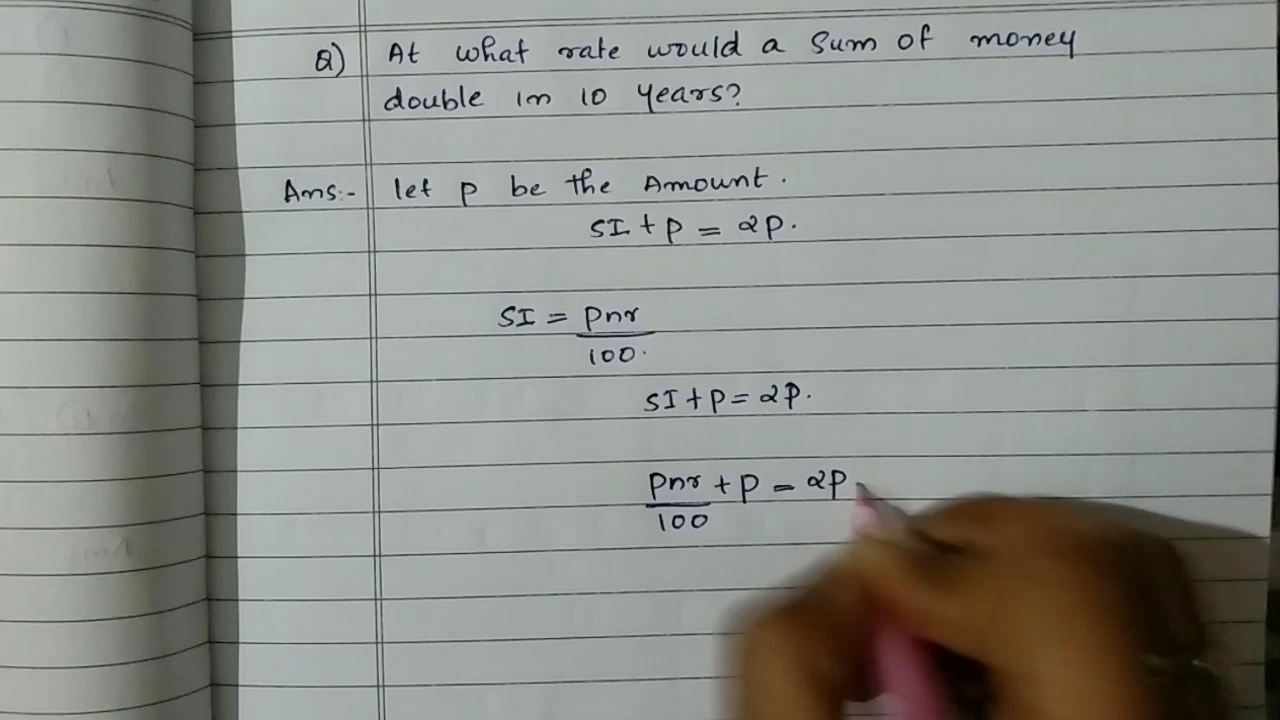 Q) At what rate would a sum of money
double in 10 years?
Ans:- let p be the Amount.
SI + p = 2p.
SI = pnr
100.
SI + p = 2p.
pnr + p = 2p
100